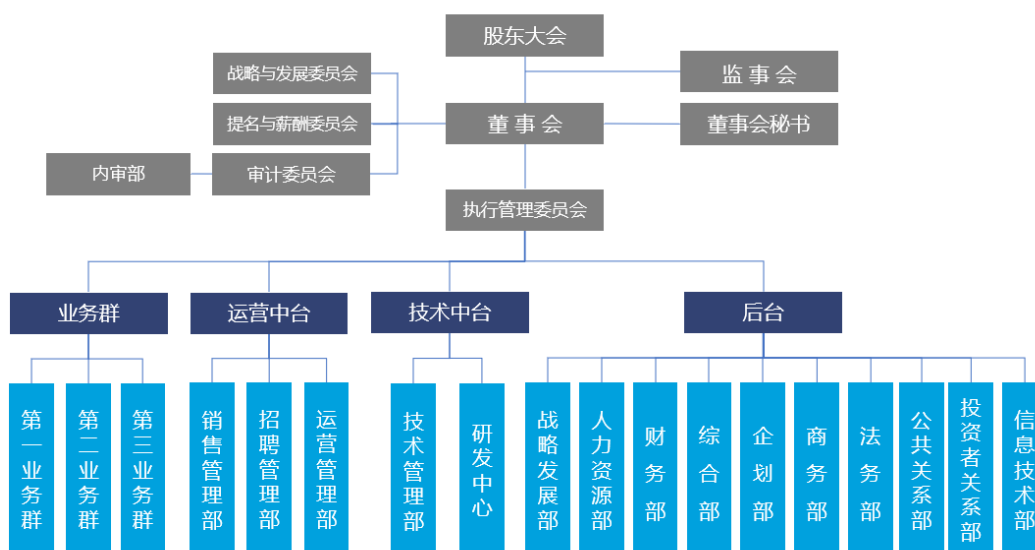 股东大会
战略与发展委员会
监事会
提名与薪酬委员会
董事会
董事会秘书
内审部
审计委员会
执行管理委员会
业务群
运营中台
技术中台
后台
第一业务群
第二业务群
第三业务群
销售管理部
招聘管理部
运营管理部
技术管理部
研发中心
战略发展部
人力资源部
财务部
综合部
企划部
商务部
法务部
公共关系部
投资者关系部
信息技术部